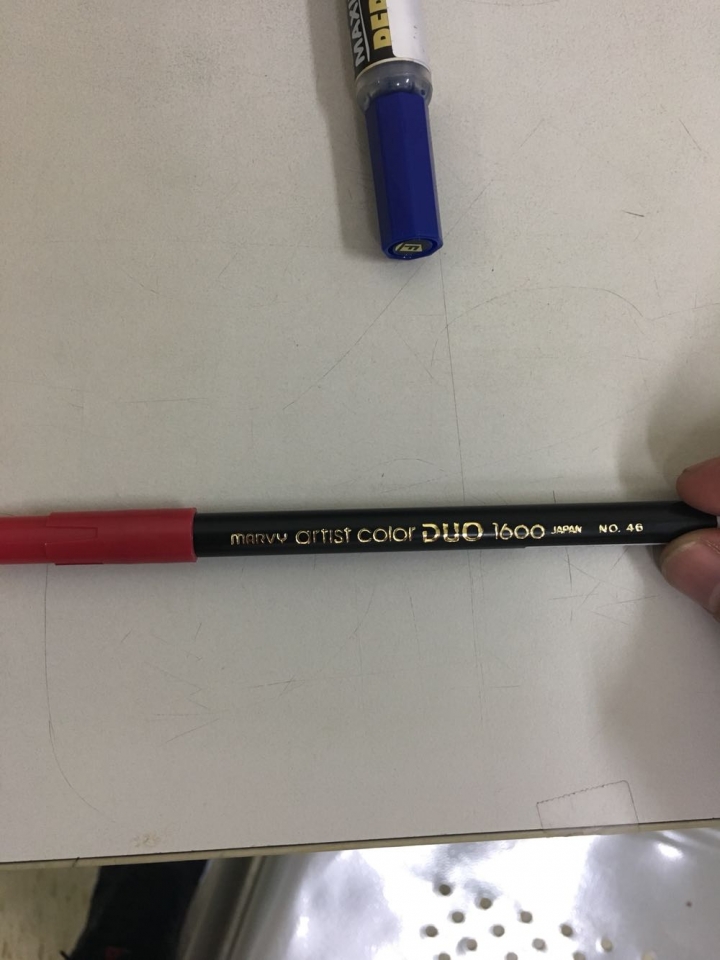 MARVY artist color DUO 1600 JAPAN NO. 46
F